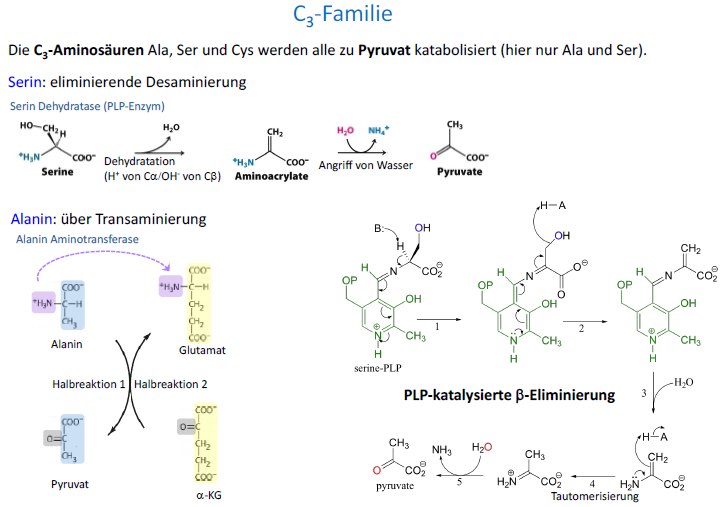 C₃-Familie
Die C₃-Aminosäuren Ala, Ser und Cys werden alle zu Pyruvat katabolisiert (hier nur Ala und Ser).
Serin: eliminierende Desaminierung
Serin Dehydratase (PLP-Enzym)
HO—CH₂ H
⁺H₃N COO⁻
Serine
H₂O
Dehydratation
(H⁺ von Cα/OH⁻ von Cβ)
CH₂
⁺H₃N COO⁻
Aminoacrylate
H₂O NH₄⁺
Angriff von Wasser
CH₃
O COO⁻
Pyruvate
Alanin: über Transaminierung
Alanin Aminotransferase
COO⁻
⁺H₃N—C—H
CH₃
Alanin
COO⁻
⁺H₃N—C—H
CH₂
CH₂
COO⁻
Glutamat
Halbreaktion 1 Halbreaktion 2
COO⁻
O=C
CH₃
Pyruvat
COO⁻
O=C
CH₂
CH₂
COO⁻
α-KG
B: H OH
H N CO₂⊖
OP
OH
N⊕ CH₃
H
serine-PLP
1
H—A
OH
H N O⊖
O
OP
OH
N CH₃
H
2
CH₂
H N CO₂⊖
OP
OH
N⊕ CH₃
H
PLP-katalysierte β-Eliminierung
3 H₂O
H—A
CH₂
H₂N CO₂⊖
4
Tautomerisierung
CH₃
H₂N⊕ CO₂⊖
NH₃ H₂O
5
CH₃
O CO₂⊖
pyruvate